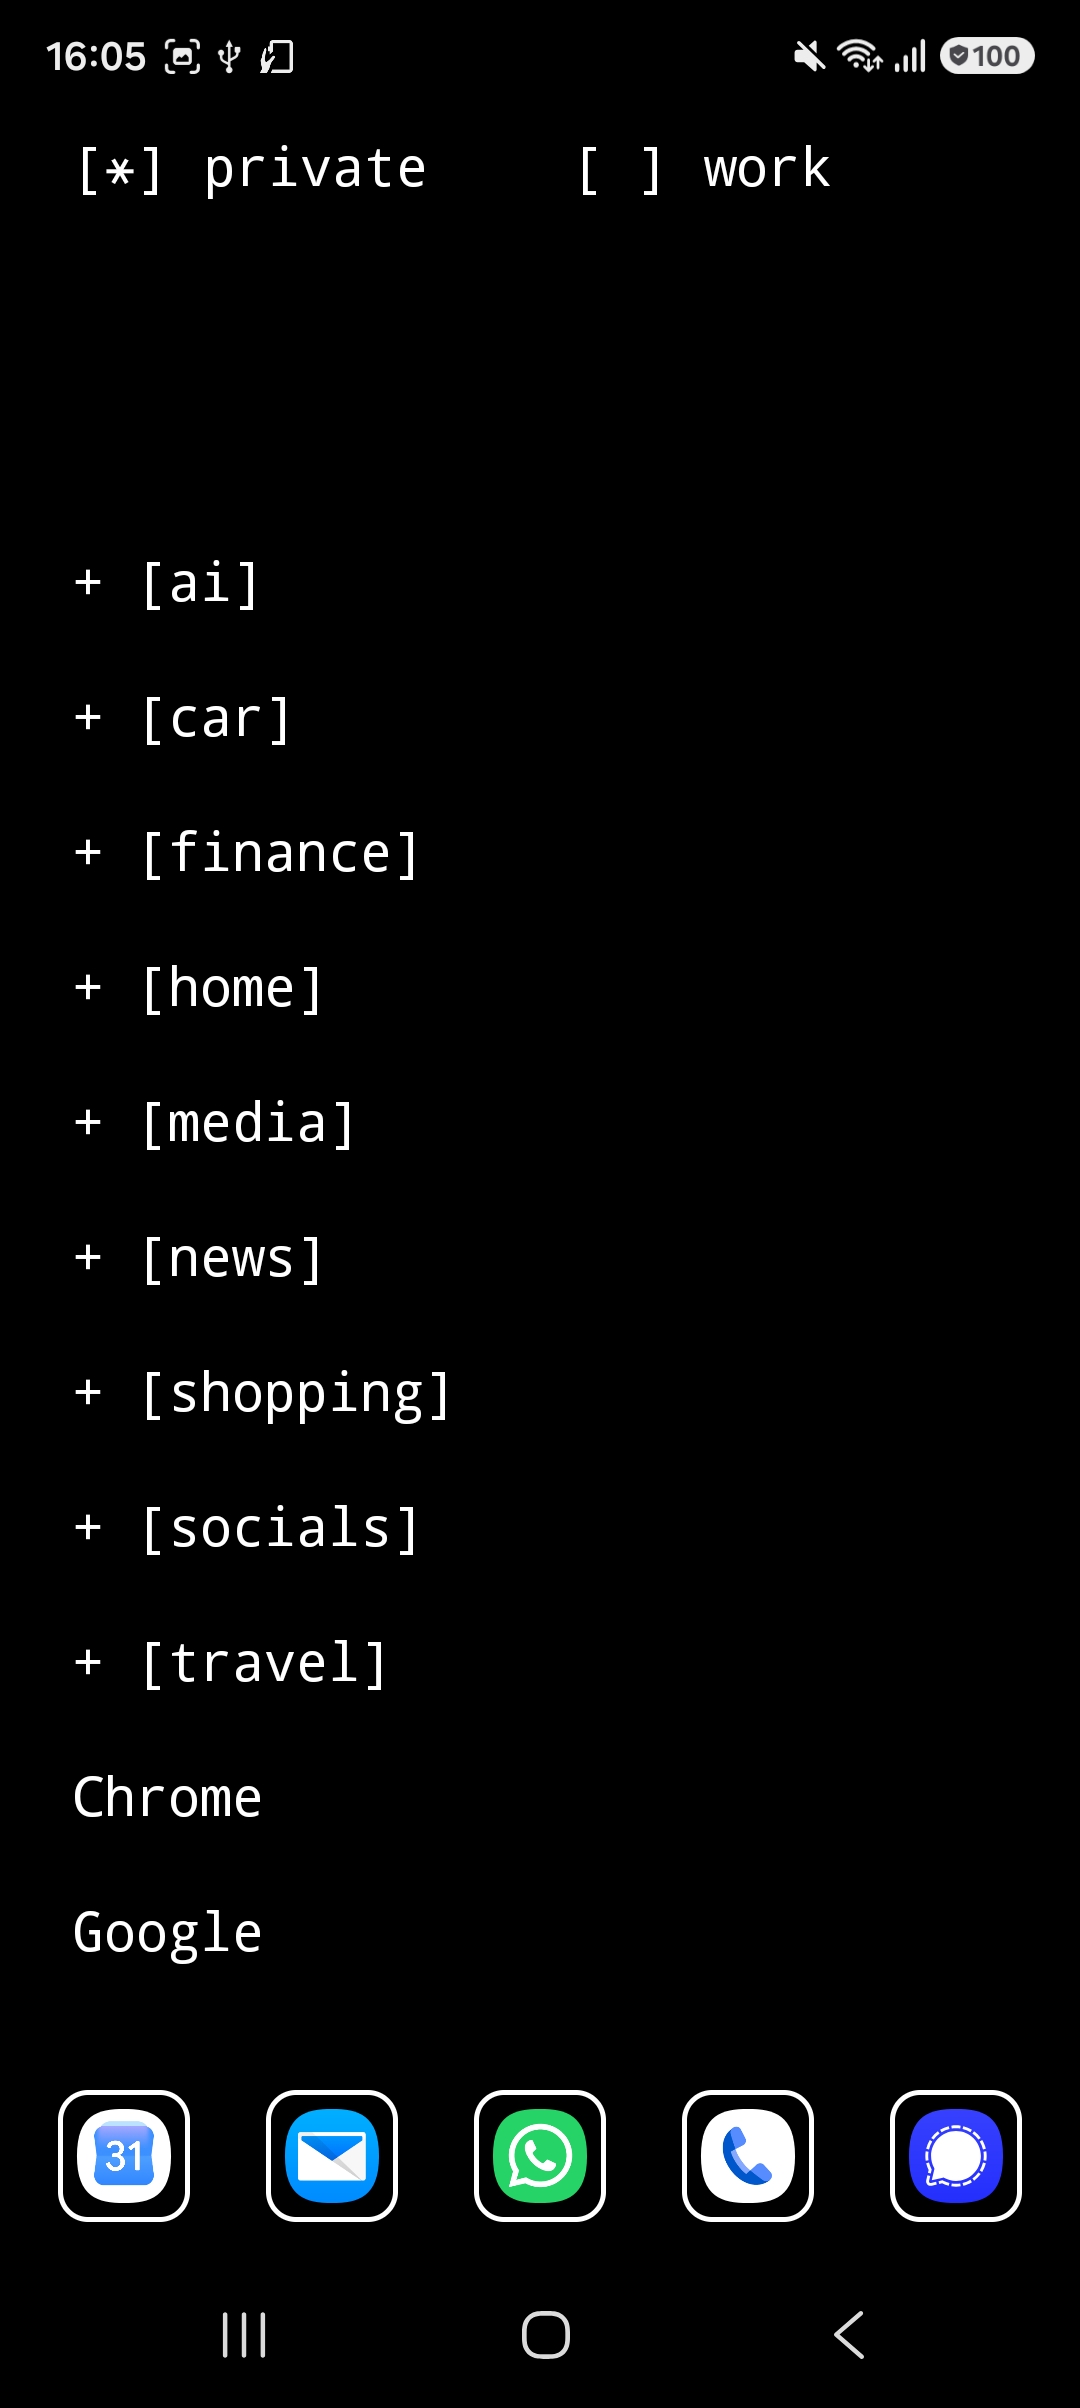 16:05 100
[*] private [ ] work
+ [ai]
+ [car]
+ [finance]
+ [home]
+ [media]
+ [news]
+ [shopping]
+ [socials]
+ [travel]
Chrome
Google
31